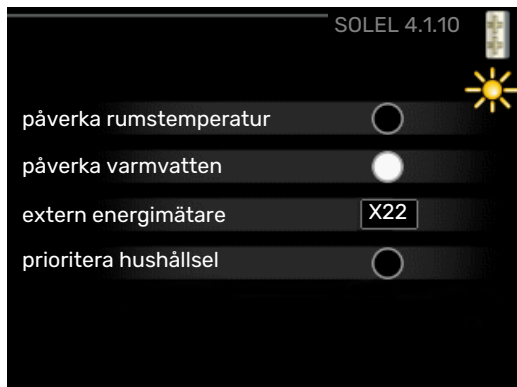 SOLEL 4.1.10
påverka rumstemperatur
påverka varmvatten
extern energimätare X22
prioritera hushållsel